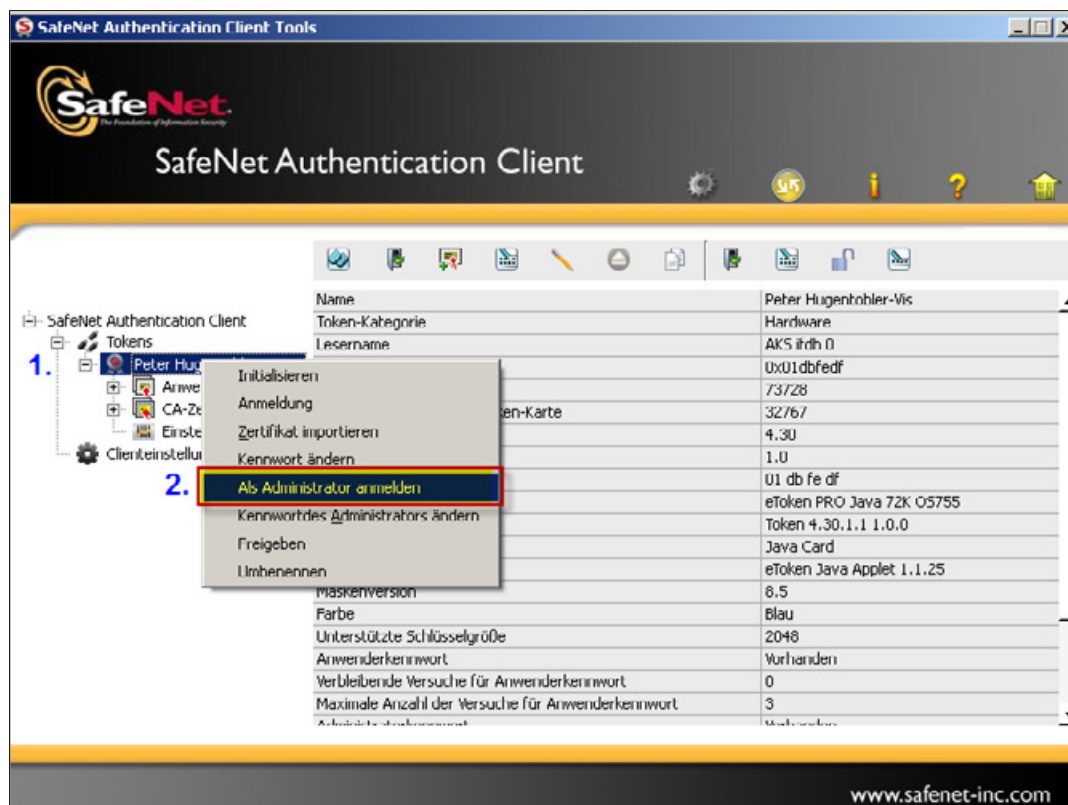 SafeNet Authentication Client Tools
SafeNet.
The Foundation of Information Security
SafeNet Authentication Client
Name Peter Hugentobler-Vis
SafeNet Authentication Client
Token-Kategorie Hardware
Tokens
Lesername AKS ifdh 0
1. Peter Hug
0x01dbfedf
Initialisieren
Anwe
73728
Anmeldung
CA-Ze
en-Karte 32767
Einste
Zertifikat importieren
4.30
Clienteinstellu
Kennwort ändern
1.0
2. Als Administrator anmelden
01 db fe df
eToken PRO Java 72K OS755
Kennwortdes Administrators ändern
Token 4.30.1.1 1.0.0
Freigeben
Java Card
Umbenennen
eToken Java Applet 1.1.25
Maskenversion 8.5
Farbe Blau
Unterstützte Schlüsselgröße 2048
Anwenderkennwort Vorhanden
Verbleibende Versuche für Anwenderkennwort 0
Maximale Anzahl der Versuche für Anwenderkennwort 3
Administratorkennwort Vorhanden
www.safenet-inc.com